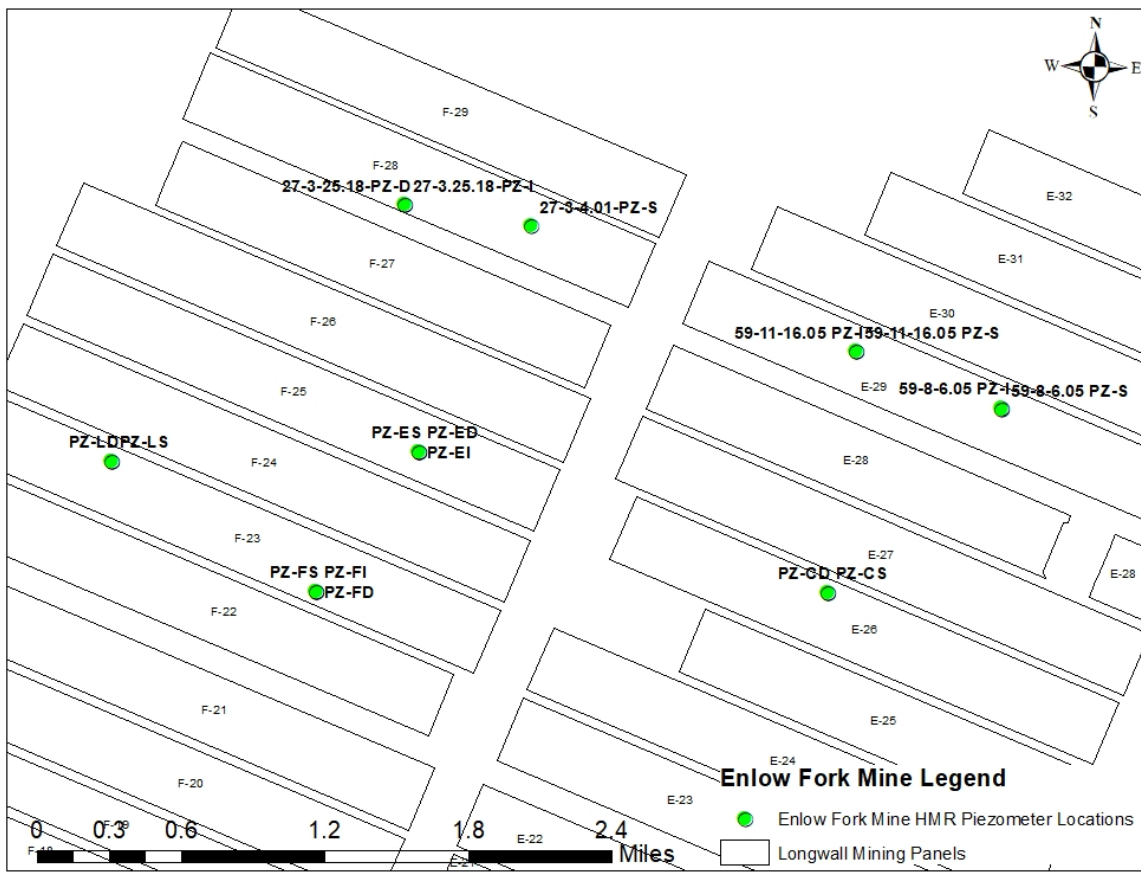 N
W E
S
F-29
F-28
27-3-25.18-PZ-D 27-3.25.18-PZ-I
27-3-4.01-PZ-S
E-32
E-31
F-27
E-30
F-26
59-11-16.05 PZ-I 59-11-16.05 PZ-S
E-29
59-8-6.05 PZ-I 59-8-6.05 PZ-S
F-25
PZ-ES PZ-ED
PZ-EI
PZ-LD PZ-LS
F-24
E-28
F-23
E-27
E-28
PZ-FS PZ-FI
PZ-FD
PZ-CD PZ-CS
F-22
E-26
F-21
E-25
E-24
F-20
E-23
Enlow Fork Mine Legend
Enlow Fork Mine HMR Piezometer Locations
Longwall Mining Panels
F-19
E-22
0 0.3 0.6 1.2 1.8 2.4
Miles
F-18
E-21